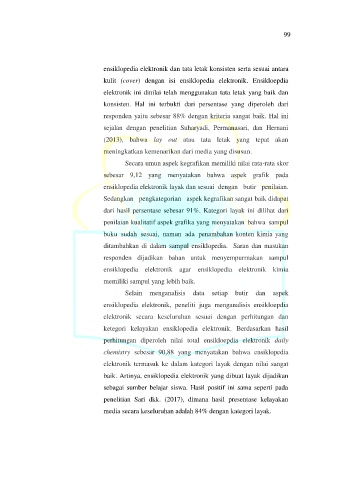 99
ensiklopedia elektronik dan tata letak konsisten serta sesuai antara
kulit (cover) dengan isi ensiklopedia elektronik. Ensikloepdia
elektronik ini dinilai telah menggunakan tata letak yang baik dan
konsisten. Hal ini terbukti dari persentase yang diperoleh dari
responden yaitu sebesar 88% dengan kriteria sangat baik. Hal ini
sejalan dengan penelitian Suharyadi, Permanasari, dan Hernani
(2013), bahwa lay out atau tata letak yang tepat akan
meningkatkan kemenarikan dari media yang disusun.
Secara umun aspek kegrafikan memiliki nilai rata-rata skor
sebesar 9,12 yang menyatakan bahwa aspek grafik pada
ensiklopedia elektronik layak dan sesuai dengan butir penilaian.
Sedangkan pengkategorian aspek kegrafikan sangat baik didapat
dari hasil persentase sebesar 91%. Kategori layak ini dilihat dari
penilaian kualitatif aspek grafika yang menyatakan bahwa sampul
buku sudah sesuai, namun ada penambahan konten kimia yang
ditambahkan di dalam sampul ensiklopedia. Saran dan masukan
responden dijadikan bahan untuk menyempurnakan sampul
ensiklopedia elektronik agar ensiklopedia elektronik kimia
memiliki sampul yang lebih baik.
Selain menganalisis data setiap butir dan aspek
ensiklopedia elektronik, peneliti juga menganalisis ensikloepdia
elektronik secara keseluruhan sesuai dengan perhitungan dan
ketegori kelayakan ensiklopedia elektronik. Berdasarkan hasil
perhitungan diperoleh nilai total ensikloepdia elektronik daily
chemistry sebesar 90,88 yang menyatakan bahwa ensiklopedia
elektronik termasuk ke dalam kategori layak dengan nilai sangat
baik. Artinya, ensiklopedia elektronik yang dibuat layak dijadikan
sebagai sumber belajar siswa. Hasil positif ini sama seperti pada
penelitian Sari dkk. (2017), dimana hasil presentase kelayakan
media secara keseluruhan adalah 84% dengan kategori layak.